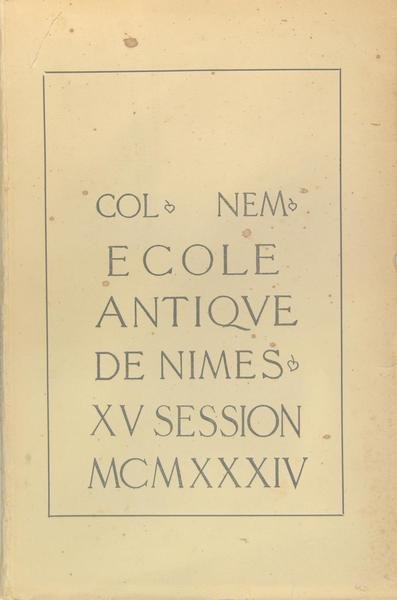 COL❧ NEM❧
ECOLE
ANTIQVE
DE NIMES❧
XV SESSION
MCMXXXIV